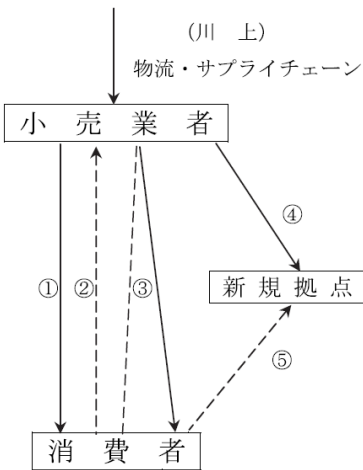 (川　上)
物流・サプライチェーン
小　売　業　者
④
① ② ③
新 規 拠 点
⑤
消　費　者